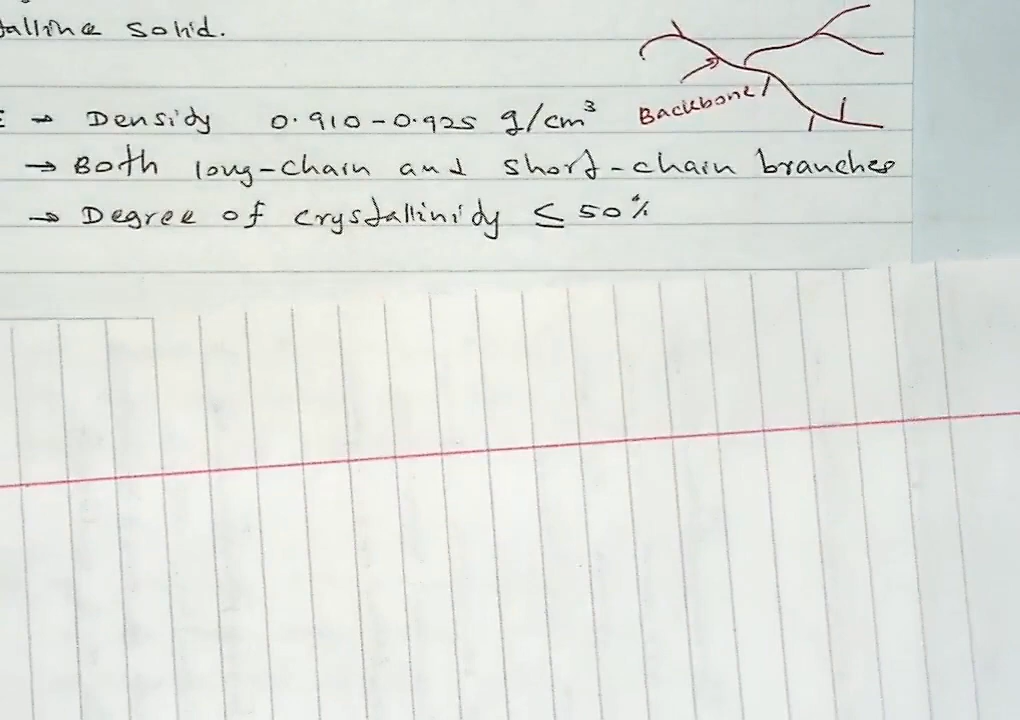 solid.
Backbone
→ Density 0.910-0.925 g/cm³
→ Both long-chain and short-chain branches
→ Degree of crystallinity ≤ 50%